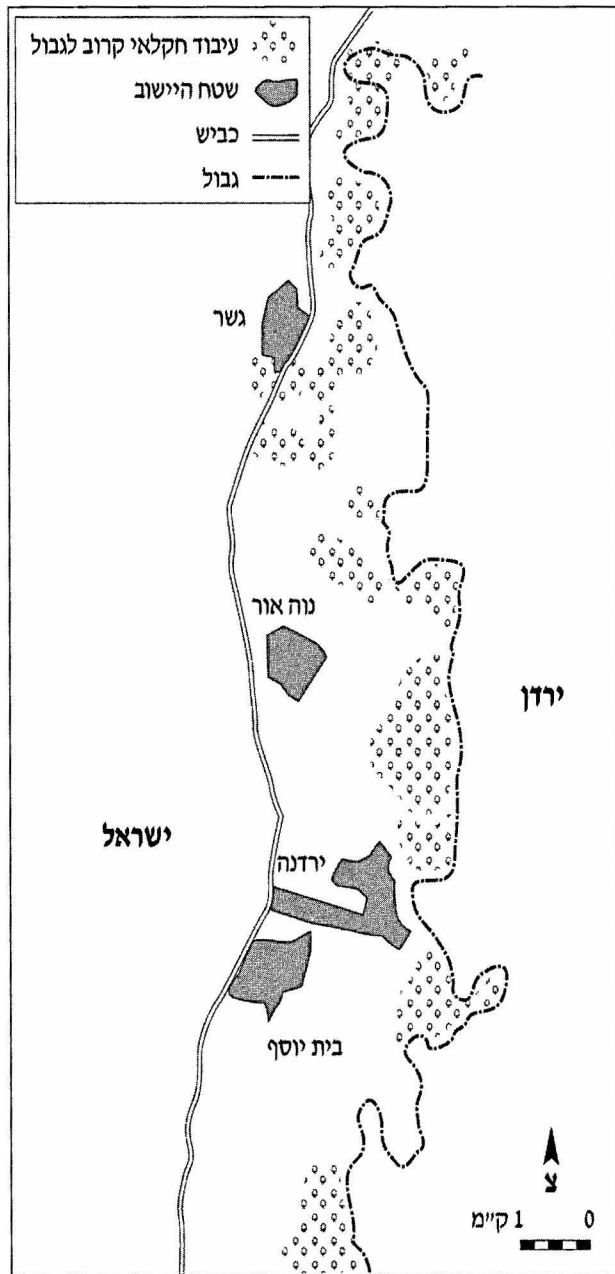 עיבוד חקלאי קרוב לגבול
שטח היישוב
כביש
גבול
גשר
נוה אור
ירדן
ישראל
ירדנה
בית יוסף
צ
0 1 ק״מ